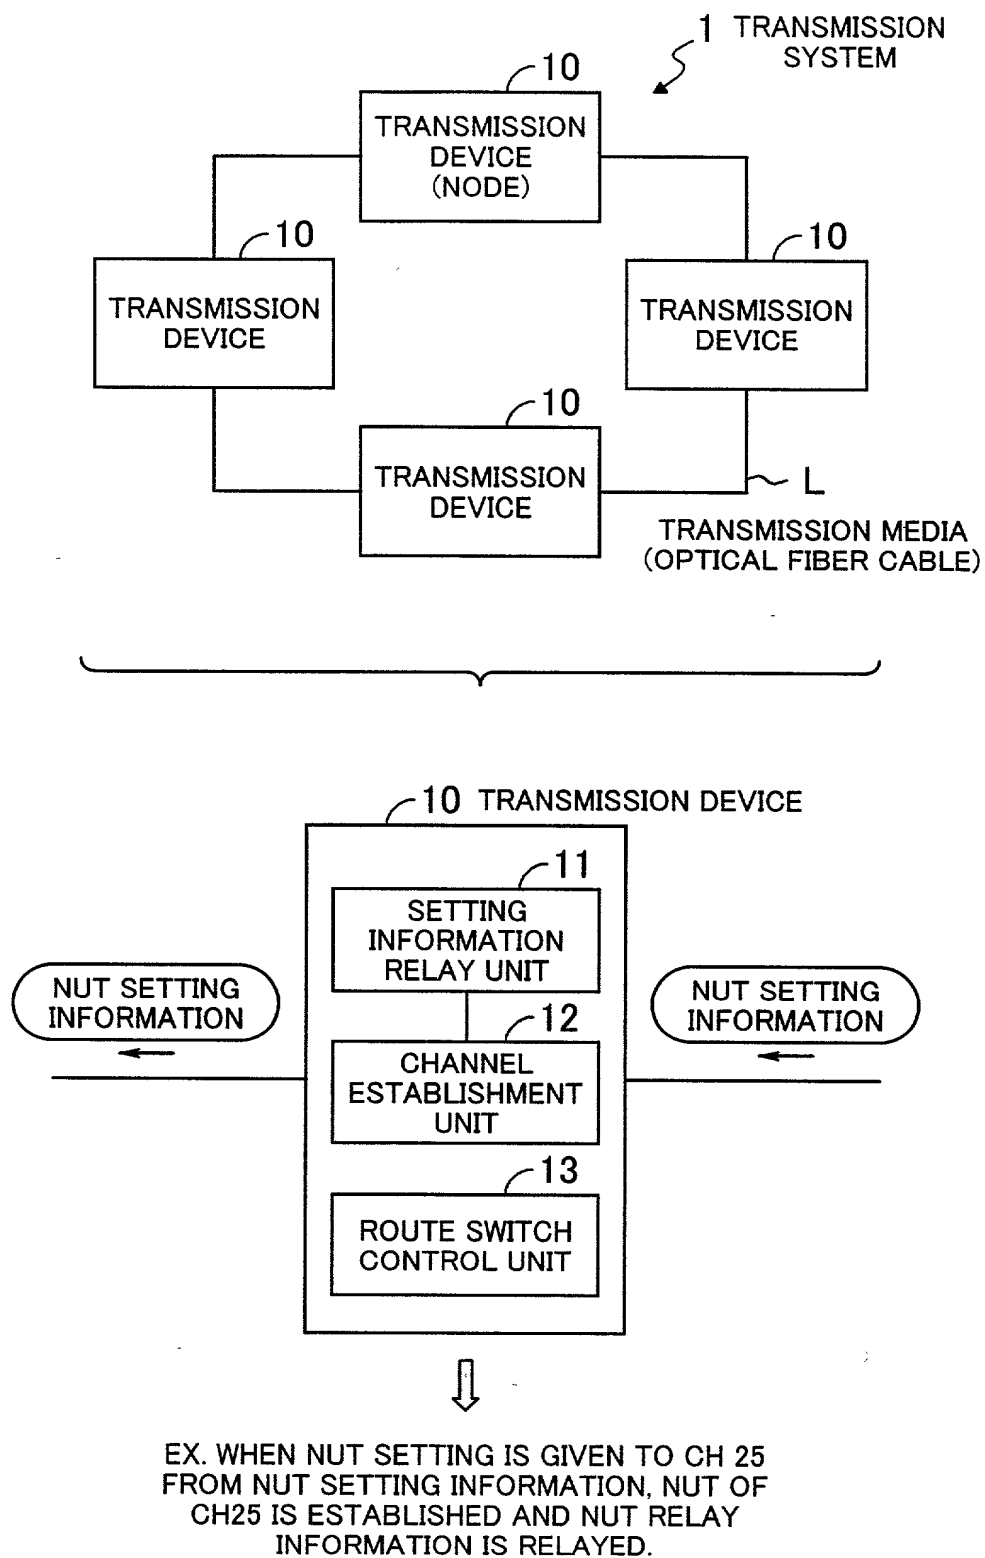 1 TRANSMISSION
SYSTEM
10
TRANSMISSION
DEVICE
(NODE)
10
TRANSMISSION
DEVICE
10
TRANSMISSION
DEVICE
10
TRANSMISSION
DEVICE
L
TRANSMISSION MEDIA
(OPTICAL FIBER CABLE)
10 TRANSMISSION DEVICE
11
SETTING
INFORMATION
RELAY UNIT
NUT SETTING
INFORMATION
NUT SETTING
INFORMATION
12
CHANNEL
ESTABLISHMENT
UNIT
13
ROUTE SWITCH
CONTROL UNIT
EX. WHEN NUT SETTING IS GIVEN TO CH 25
FROM NUT SETTING INFORMATION, NUT OF
CH25 IS ESTABLISHED AND NUT RELAY
INFORMATION IS RELAYED.